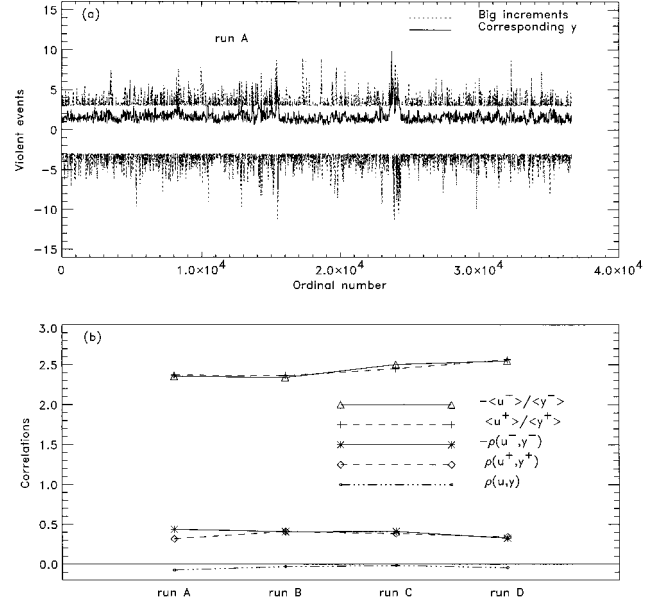 (a)
Big increments
Corresponding y
run A
Violent events
15
10
5
0
-5
-10
-15
0
1.0×10⁴
2.0×10⁴
3.0×10⁴
4.0×10⁴
Ordinal number
(b)
Correlations
3.0
2.5
2.0
1.5
1.0
0.5
0.0
-<u⁻>/<y⁻>
<u⁺>/<y⁺>
-ρ(u⁻,y⁻)
ρ(u⁺,y⁺)
ρ(u,y)
run A
run B
run C
run D